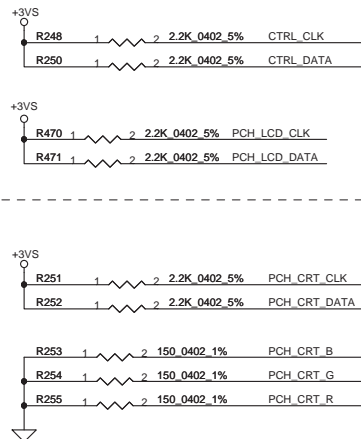 +3VS
R248 1 2 2.2K_0402_5% CTRL_CLK
R250 1 2 2.2K_0402_5% CTRL_DATA
+3VS
R470 1 2 2.2K_0402_5% PCH_LCD_CLK
R471 1 2 2.2K_0402_5% PCH_LCD_DATA
+3VS
R251 1 2 2.2K_0402_5% PCH_CRT_CLK
R252 1 2 2.2K_0402_5% PCH_CRT_DATA
R253 1 2 150_0402_1% PCH_CRT_B
R254 1 2 150_0402_1% PCH_CRT_G
R255 1 2 150_0402_1% PCH_CRT_R